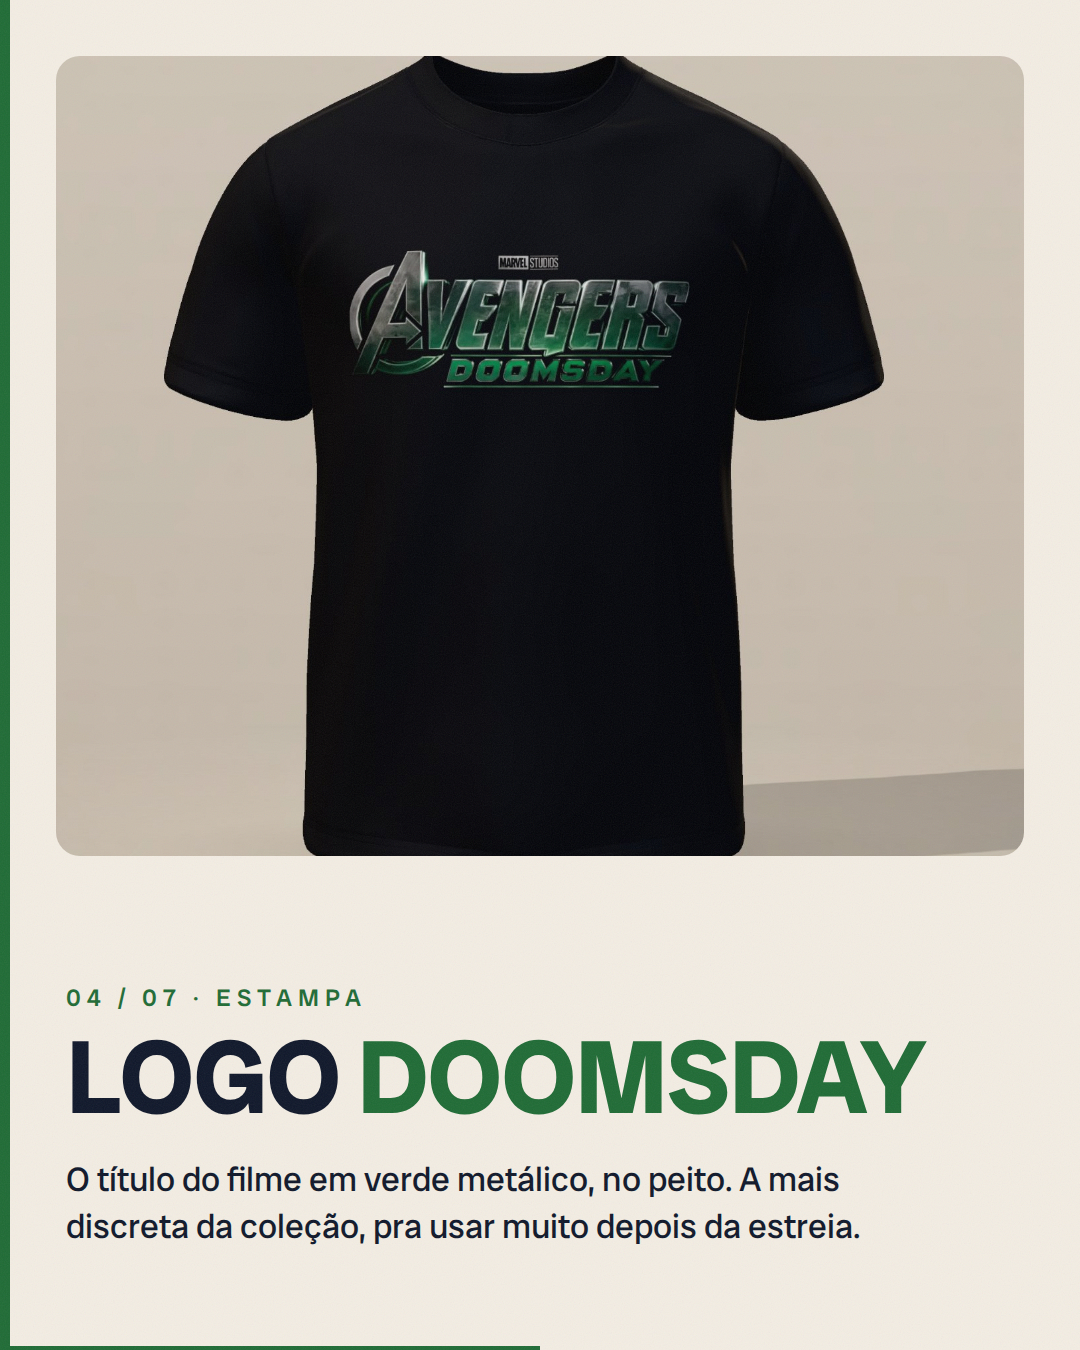 MARVEL STUDIOS
AVENGERS
DOOMSDAY
04 / 07 · ESTAMPA
LOGO DOOMSDAY
O título do filme em verde metálico, no peito. A mais
discreta da coleção, pra usar muito depois da estreia.